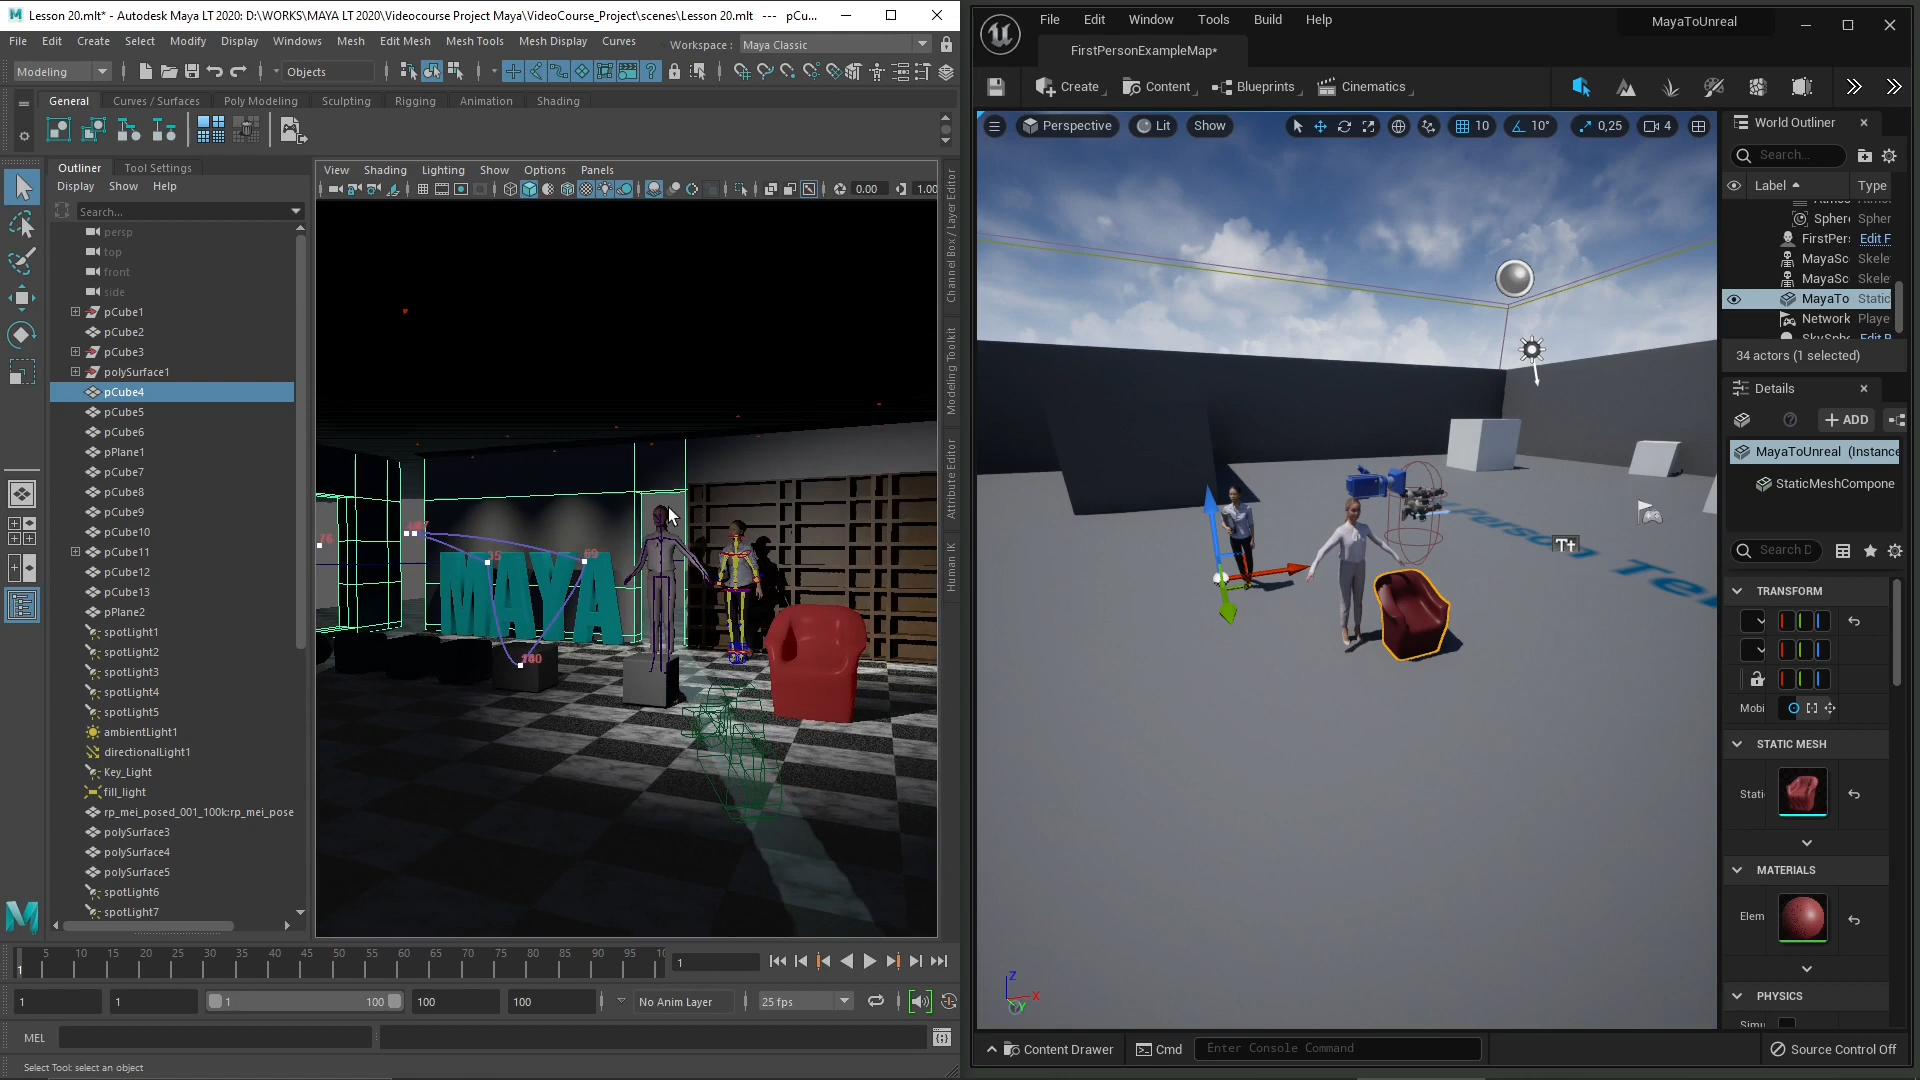 Lesson 20.mlt* - Autodesk Maya LT 2020: D:\WORKS\MAYA LT 2020\Videocourse Project Maya\VideoCourse_Project\scenes\Lesson 20.mlt --- pCu...
File Edit Create Select Modify Display Windows Mesh Edit Mesh Mesh Tools Mesh Display Curves
Workspace : Maya Classic
Modeling
Objects
General Curves / Surfaces Poly Modeling Sculpting Rigging Animation Shading
Outliner Tool Settings
Display Show Help
Search...
persp
top
front
side
pCube1
pCube2
pCube3
polySurface1
pCube4
pCube5
pCube6
pPlane1
pCube7
pCube8
pCube9
pCube10
pCube11
pCube12
pCube13
pPlane2
spotLight1
spotLight2
spotLight3
spotLight4
spotLight5
ambientLight1
directionalLight1
Key_Light
fill_light
rp_mei_posed_001_100k:rp_mei_pose
polySurface3
polySurface4
polySurface5
spotLight6
spotLight7
View Shading Lighting Show Options Panels
0.00 1.00
MAYA
76
35
69
Channel Box / Layer Editor
Modeling Toolkit
Attribute Editor
Human IK
5 10 15 20 25 30 35 40 45 50 55 60 65 70 75 80 85 90 95 10
1
1
1 1 1 100 100 100
No Anim Layer
25 fps
MEL
Select Tool: select an object
File Edit Window Tools Build Help
MayaToUnreal
FirstPersonExampleMap*
Create Content Blueprints Cinematics
Perspective Lit Show
10 10° 0,25 4
Person Te
Tt
Z
X
Y
World Outliner
Search...
Label Type
Spher Spher
FirstPer Edit F
MayaSc Skele
MayaSc Skele
MayaTo Static
Network Playe
34 actors (1 selected)
Details
ADD
MayaToUnreal (Instance
StaticMeshCompone
Search D
TRANSFORM
Mobi
STATIC MESH
Stati
MATERIALS
Elem
PHYSICS
Simu
Content Drawer Cmd Enter Console Command
Source Control Off